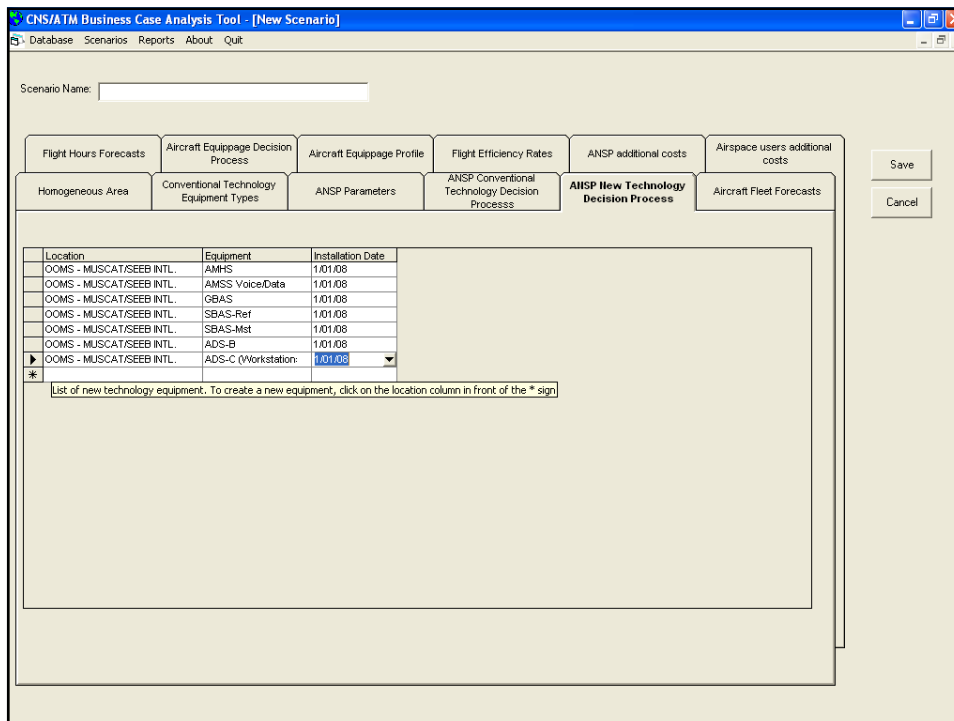 CNS/ATM Business Case Analysis Tool - [New Scenario]
Database Scenarios Reports About Quit
Scenario Name:
Flight Hours Forecasts
Aircraft Equippage Decision
Process
Aircraft Equippage Profile
Flight Efficiency Rates
ANSP additional costs
Airspace users additional
costs
Save
Homogeneous Area
Conventional Technology
Equipment Types
ANSP Parameters
ANSP Conventional
Technology Decision
Processs
ANSP New Technology
Decision Process
Aircraft Fleet Forecasts
Cancel
Location Equipment Installation Date
OOMS - MUSCAT/SEEB INTL. AMHS 1/01/08
OOMS - MUSCAT/SEEB INTL. AMSS Voice/Data 1/01/08
OOMS - MUSCAT/SEEB INTL. GBAS 1/01/08
OOMS - MUSCAT/SEEB INTL. SBAS-Ref 1/01/08
OOMS - MUSCAT/SEEB INTL. SBAS-Mst 1/01/08
OOMS - MUSCAT/SEEB INTL. ADS-B 1/01/08
OOMS - MUSCAT/SEEB INTL. ADS-C (Workstation: 1/01/08
*
List of new technology equipment. To create a new equipment, click on the location column in front of the * sign